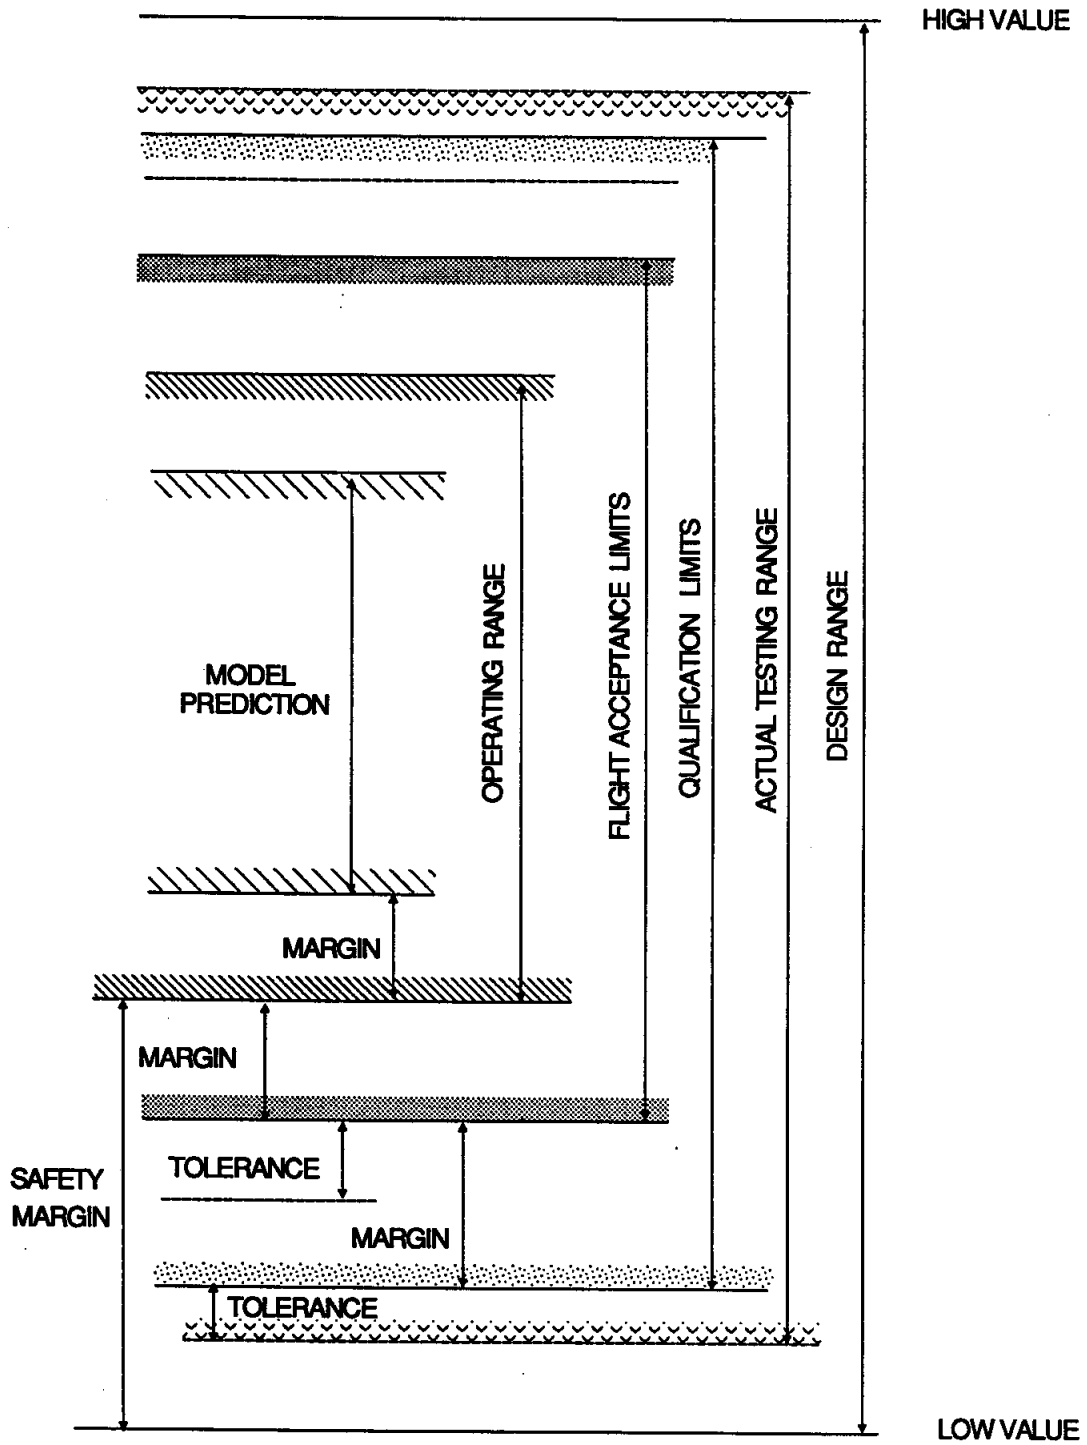 HIGH VALUE
MODEL
PREDICTION
OPERATING RANGE
FLIGHT ACCEPTANCE LIMITS
QUALIFICATION LIMITS
ACTUAL TESTING RANGE
DESIGN RANGE
MARGIN
MARGIN
TOLERANCE
SAFETY
MARGIN
MARGIN
TOLERANCE
LOW VALUE